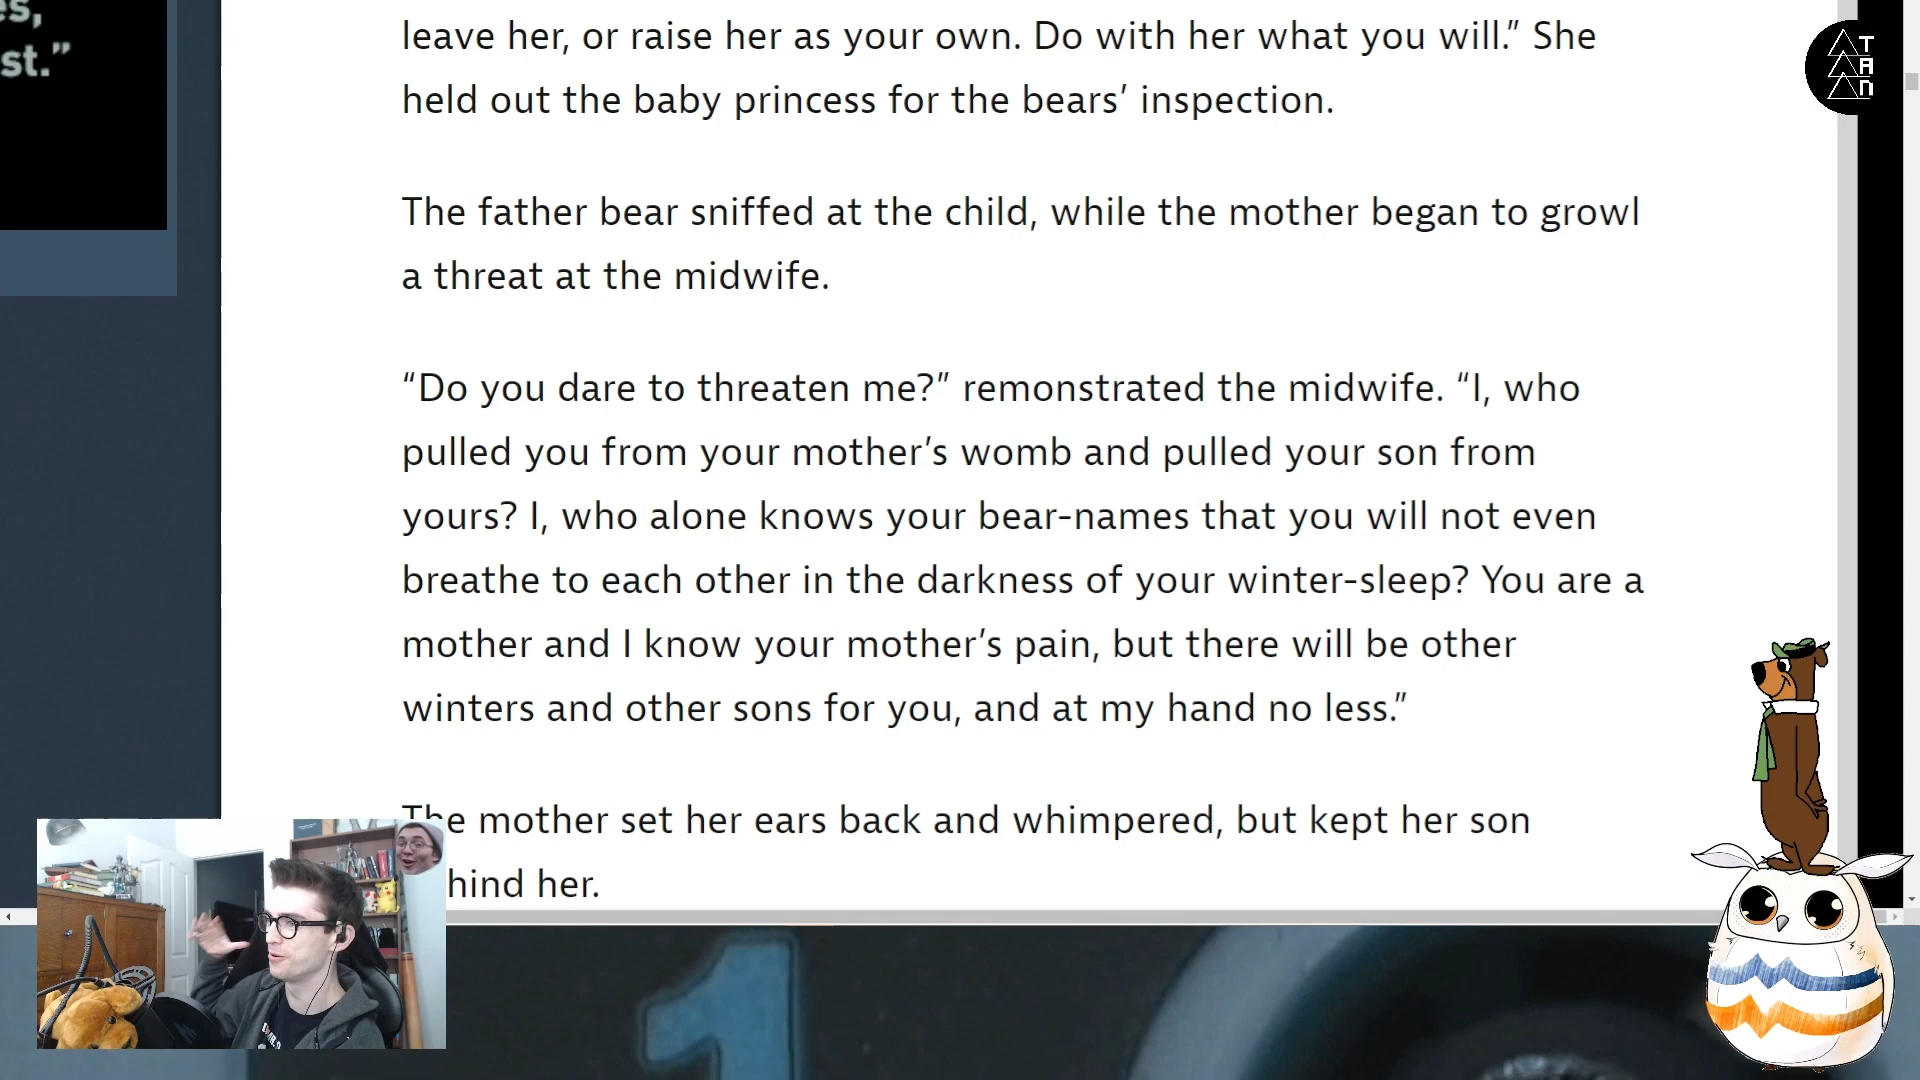 es,
st.”
leave her, or raise her as your own. Do with her what you will.” She
held out the baby princess for the bears’ inspection.
The father bear sniffed at the child, while the mother began to growl
a threat at the midwife.
“Do you dare to threaten me?” remonstrated the midwife. “I, who
pulled you from your mother’s womb and pulled your son from
yours? I, who alone knows your bear-names that you will not even
breathe to each other in the darkness of your winter-sleep? You are a
mother and I know your mother’s pain, but there will be other
winters and other sons for you, and at my hand no less.”
The mother set her ears back and whimpered, but kept her son
hind her.
TAN
1